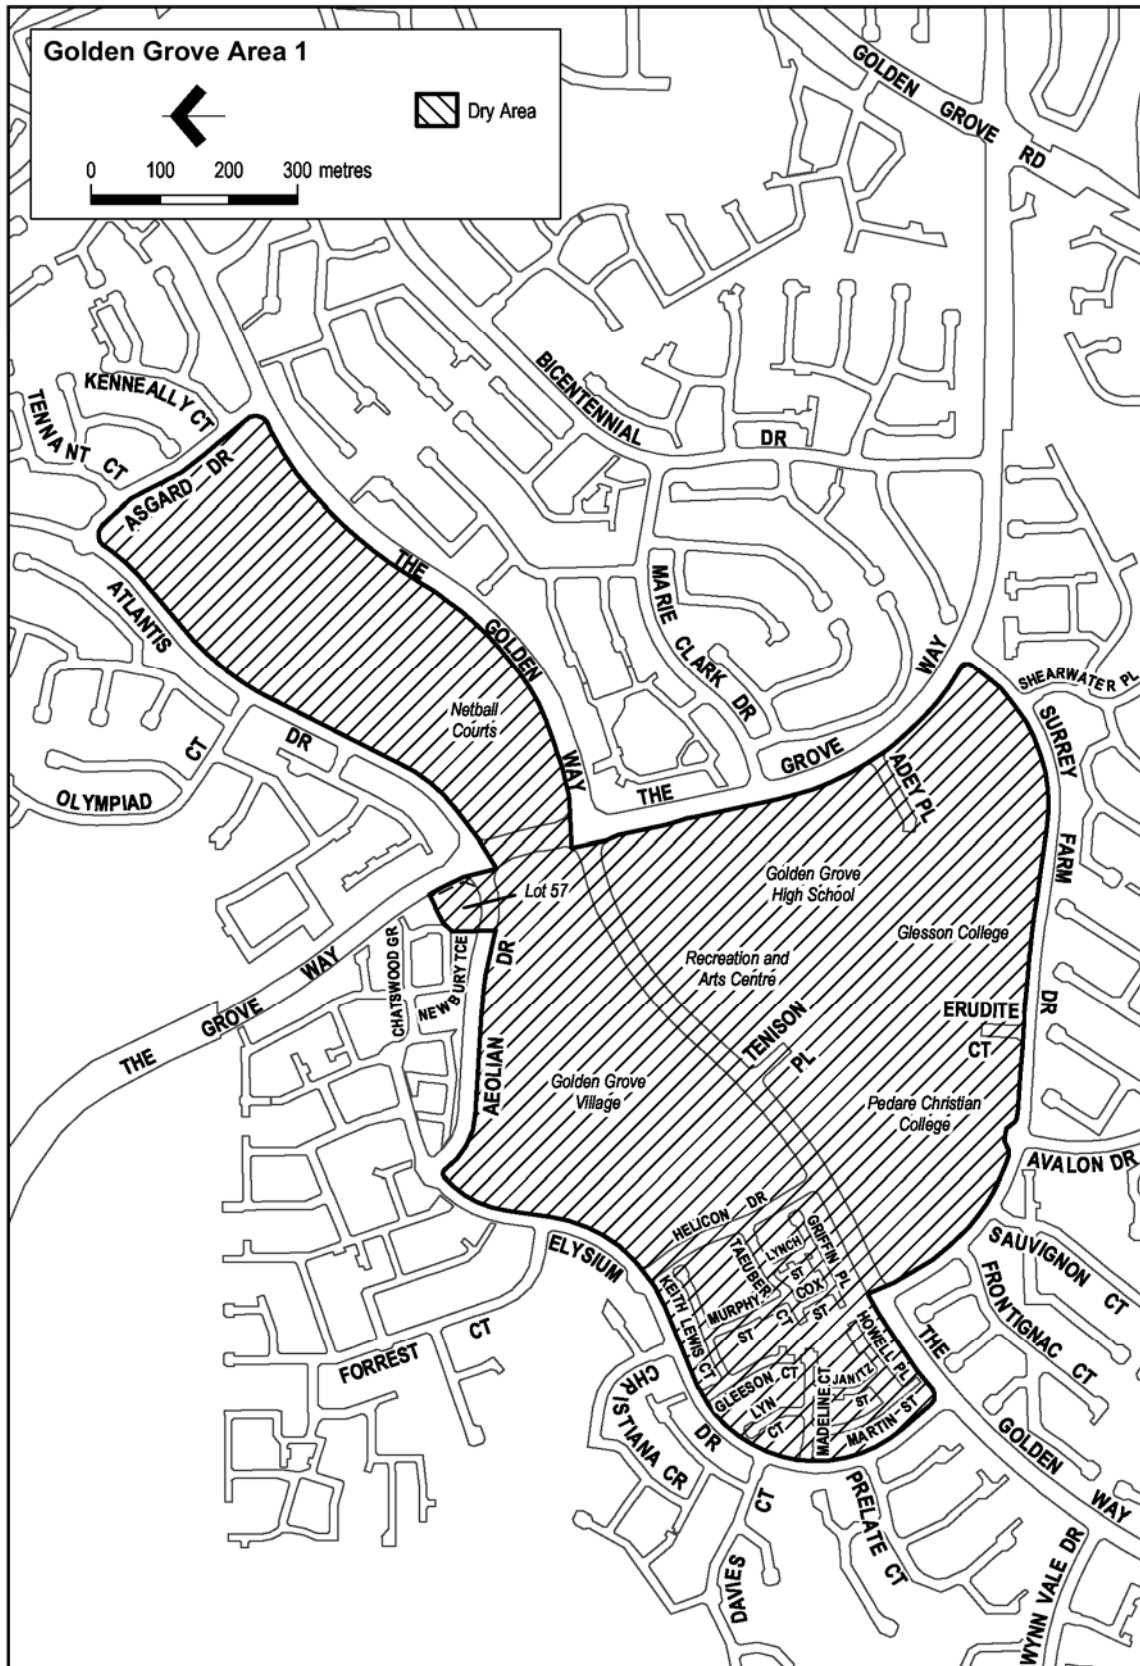 Golden Grove Area 1
Dry Area
0 100 200 300 metres
GOLDEN GROVE RD
BICENTENNIAL DR
KENNEALLY CT
TENNANT CT
ASGARD DR
ATLANTIS DR
THE GOLDEN WAY
MARIE CLARK DR
THE GROVE WAY
SHEARWATER PL
SURREY FARM DR
Netball
Courts
OLYMPIAD CT
ADEY PL
Golden Grove
High School
Lot 57
Glesson College
Recreation and
Arts Centre
CHATSWOOD GR
NEWBURY TCE
AEOLIAN DR
THE GROVE WAY
ERUDITE CT
TENISON PL
Golden Grove
Village
Pedare Christian
College
AVALON DR
HELICON DR
ELYSIUM DR
TAEUBER CT
LYNCH ST
GRIFFIN PL
COX ST
MURPHY ST
KEITH LEWIS CT
SAUVIGNON CT
FRONTIGNAC CT
FORREST CT
HOWELL PL
THE GOLDEN WAY
GLEESON CT
LYN CT
MADELINE CT
JANITZ ST
MARTIN ST
CHRISTIANA CR
PRELATE CT
DAVIES CT
WYNN VALE DR